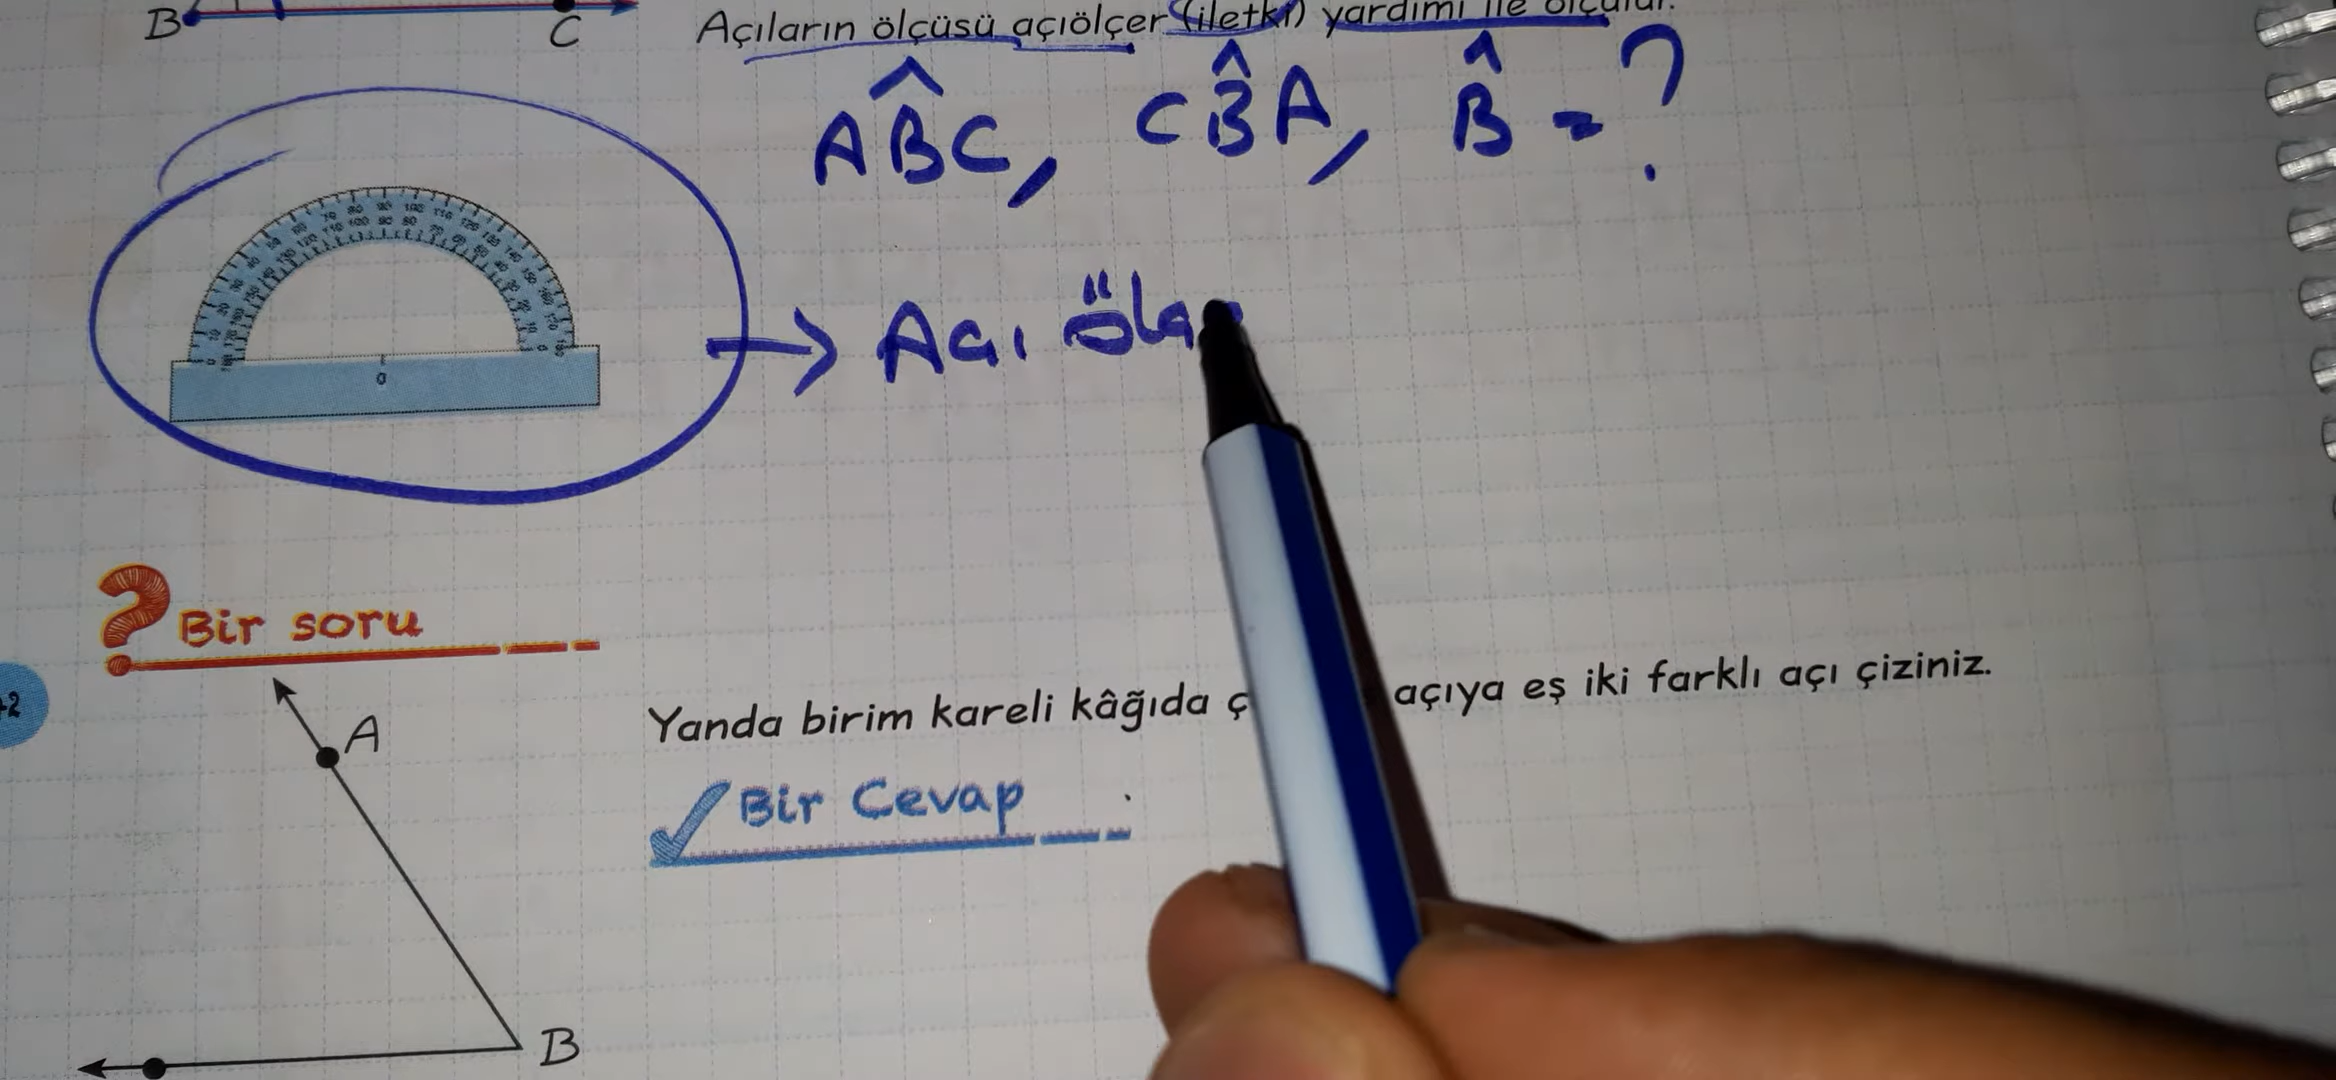 B
C
Açıların ölçüsü açıölçer (iletki) yardımı ile ölçülür.
ABC, CBA, B = ?
0
Açı
Bir soru
A
Yanda birim kareli kâğıda açıya eş iki farklı açı çiziniz.
Bir Cevap
B